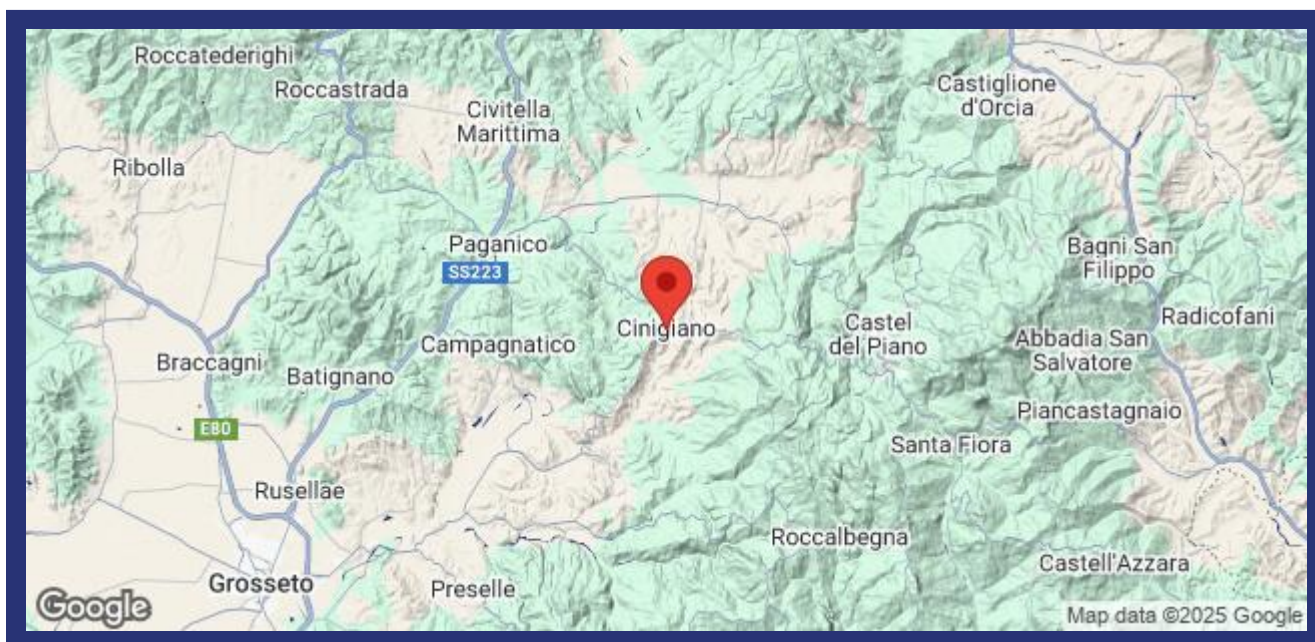 Roccatederighi
Roccastrada
Civitella
Marittima
Castiglione
d'Orcia
Ribolla
Paganico
SS223
Bagni San
Filippo
Cinigiano
Castel
del Piano
Radicofani
Campagnatico
Abbadia San
Salvatore
Braccagni
Batignano
Piancastagnaio
E80
Santa Fiora
Rusellae
Roccalbegna
Castell'Azzara
Grosseto
Preselle
Google
Map data ©2025 Google